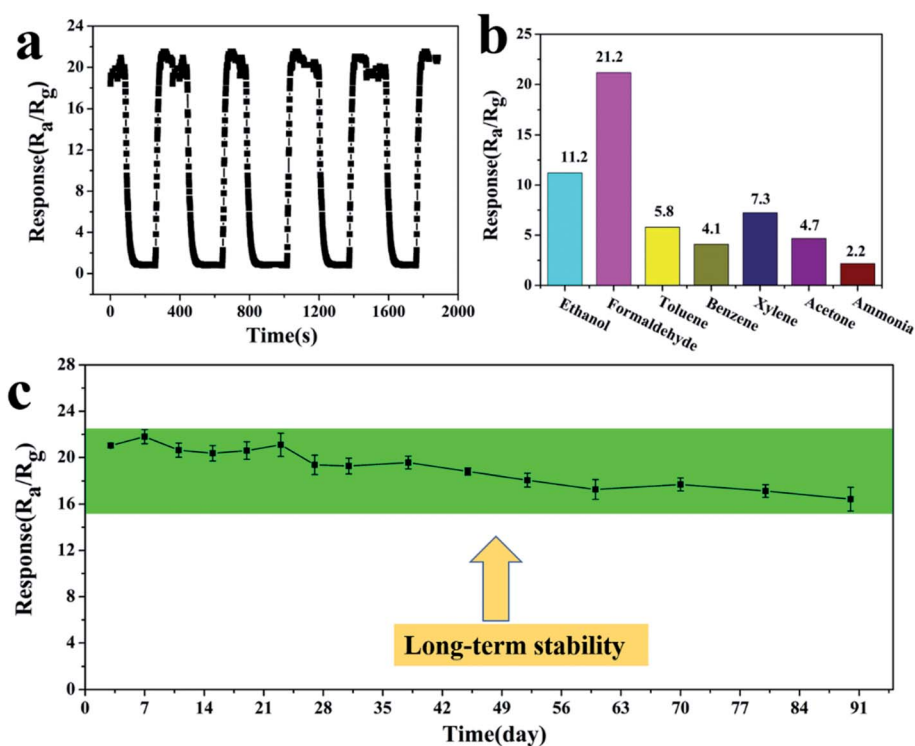 a
Response(Ra/Rg)
24
20
16
12
8
4
0
0 400 800 1200 1600 2000
Time(s)
b
Response(Ra/Rg)
25
20
15
10
5
0
11.2
21.2
5.8
4.1
7.3
4.7
2.2
Ethanol
Formaldehyde
Toluene
Benzene
Xylene
Acetone
Ammonia
c
Response(Ra/Rg)
28
24
20
16
12
8
4
0
Long-term stability
0 7 14 21 28 35 42 49 56 63 70 77 84 91
Time(day)